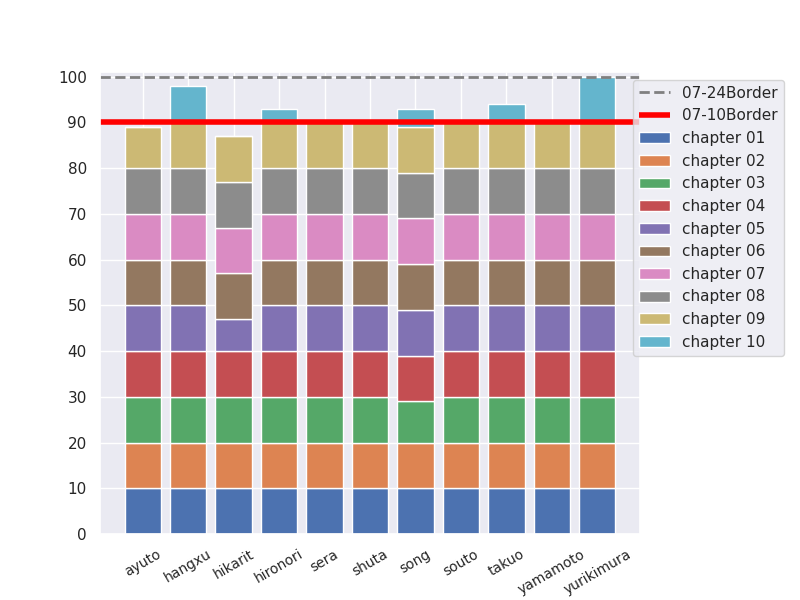 100
90
80
70
60
50
40
30
20
10
0
ayuto
hangxu
hikarit
hironori
sera
shuta
song
souto
takuo
yamamoto
yurikimura
07-24Border
07-10Border
chapter 01
chapter 02
chapter 03
chapter 04
chapter 05
chapter 06
chapter 07
chapter 08
chapter 09
chapter 10